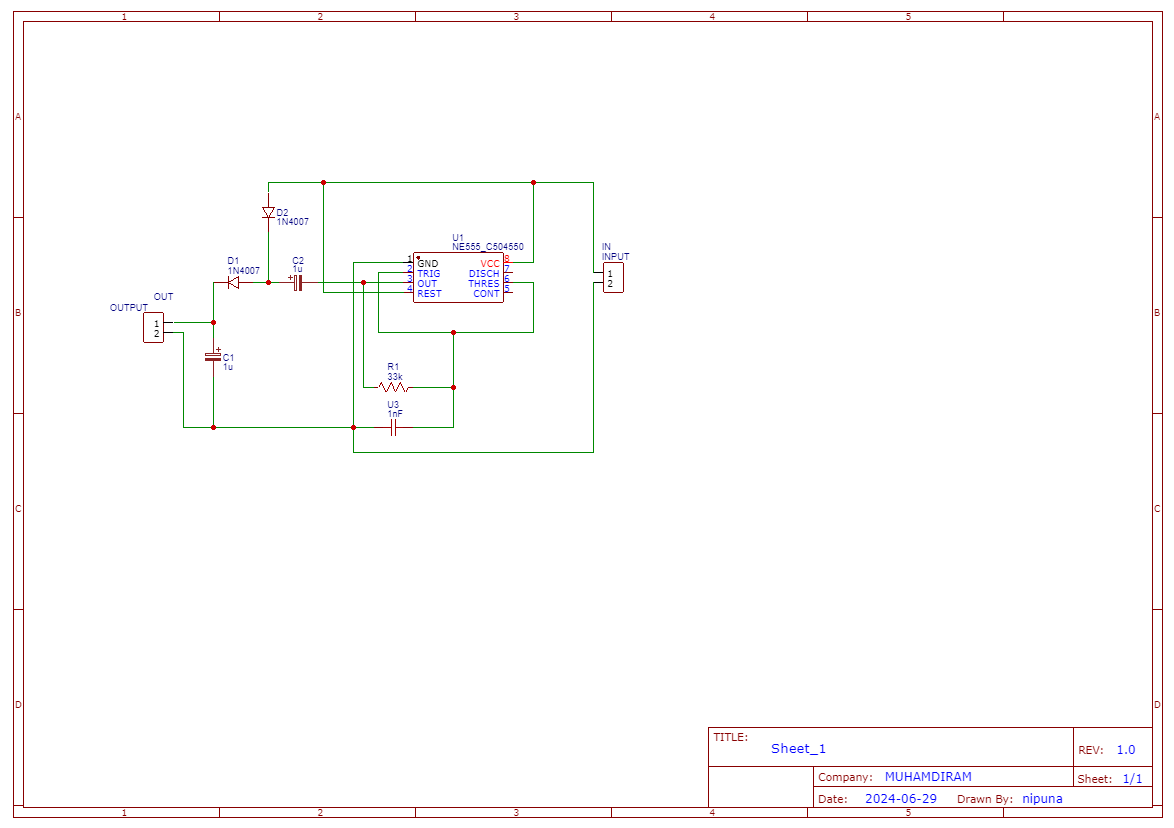 1 2 3 4 5
A A
D2
1N4007
U1
NE555_C504550
IN
INPUT
D1
1N4007
C2
1u
1 GND VCC 8
2 TRIG DISCH 7
3 OUT THRES 6
4 REST CONT 5
1
2
OUT
OUTPUT
1
2
B B
C1
1u
R1
33k
U3
1nF
C C
D D
TITLE:
Sheet_1
REV: 1.0
Company: MUHAMDIRAM
Sheet: 1/1
Date: 2024-06-29 Drawn By: nipuna
1 2 3 4 5